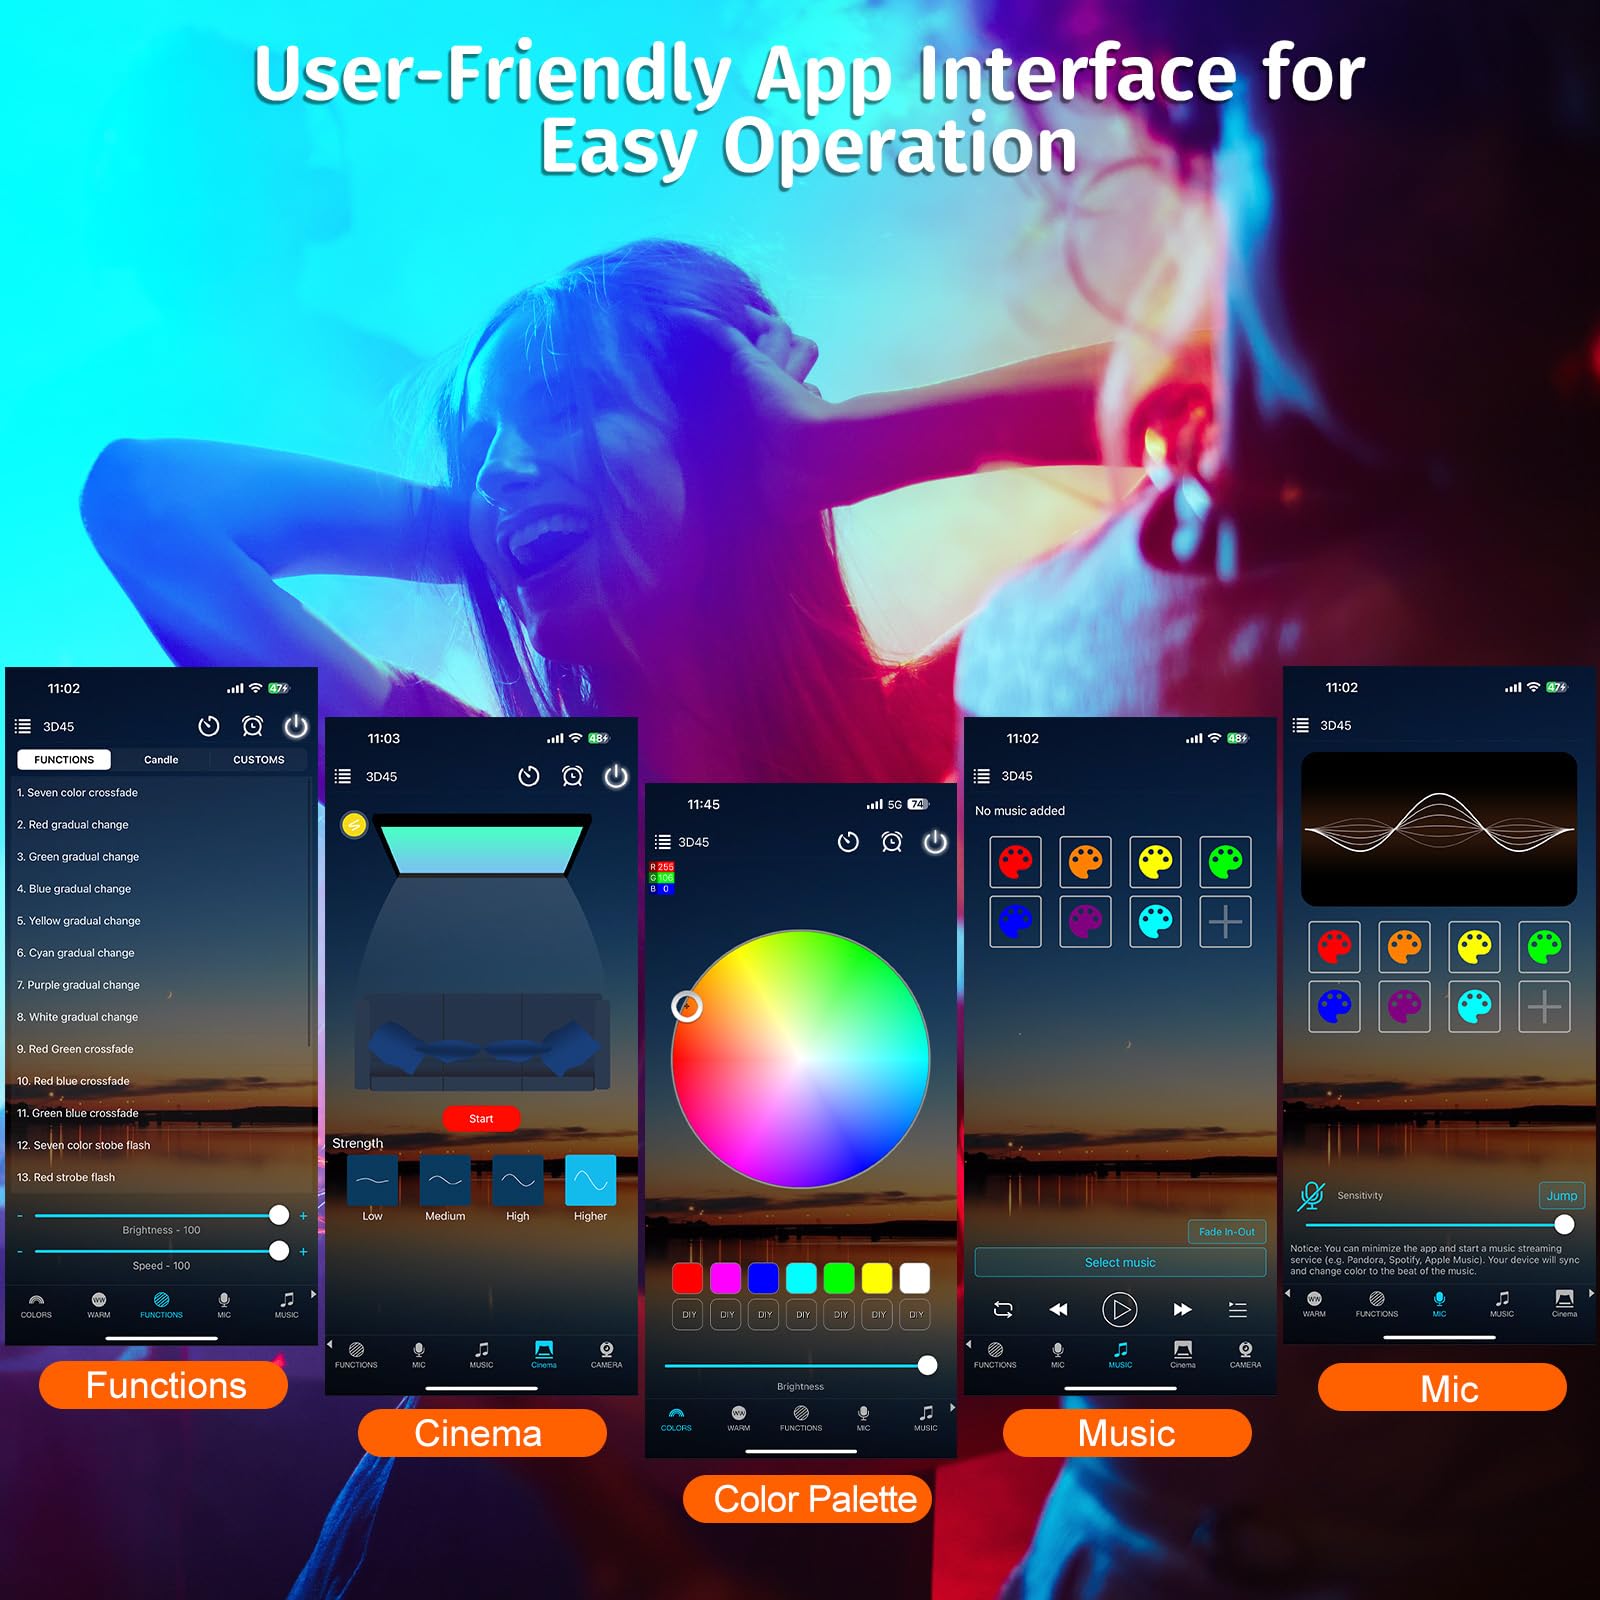 User-Friendly App Interface for
Easy Operation
11:02
47
3D45
FUNCTIONS
Candle
CUSTOMS
1. Seven color crossfade
2. Red gradual change
3. Green gradual change
4. Blue gradual change
5. Yellow gradual change
6. Cyan gradual change
7. Purple gradual change
8. White gradual change
9. Red Green crossfade
10. Red blue crossfade
11. Green blue crossfade
12. Seven color stobe flash
13. Red strobe flash
- +
Brightness - 100
- +
Speed - 100
COLORS
WW
WARM
FUNCTIONS
MIC
MUSIC
Functions
11:03
48
3D45
Start
Strength
Low
Medium
High
Higher
FUNCTIONS
MIC
MUSIC
Cinema
CAMERA
Cinema
11:45
5G 74
3D45
R 255
G 106
B 0
DIY DIY DIY DIY DIY DIY DIY
Brightness
COLORS
WW
WARM
FUNCTIONS
MIC
MUSIC
Color Palette
11:02
48
3D45
No music added
Fade In-Out
Select music
FUNCTIONS
MIC
MUSIC
Cinema
CAMERA
Music
11:02
47
3D45
Sensitivity
Jump
Notice: You can minimize the app and start a music streaming
service (e.g. Pandora, Spotify, Apple Music). Your device will sync
and change color to the beat of the music.
WW
WARM
FUNCTIONS
MIC
MUSIC
Cinema
Mic